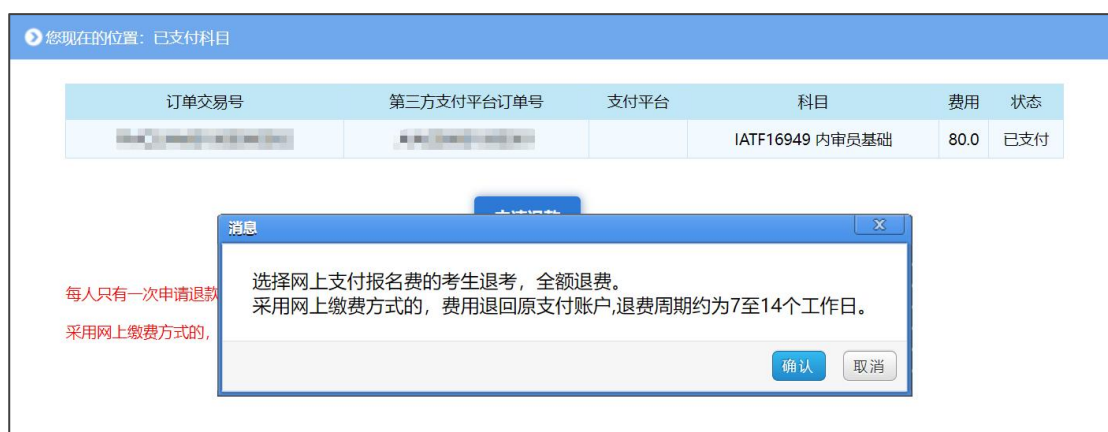 您现在的位置：已支付科目
订单交易号 第三方支付平台订单号 支付平台 科目 费用 状态
IATF16949 内审员基础 80.0 已支付
消息
选择网上支付报名费的考生退考，全额退费。
采用网上缴费方式的，费用退回原支付账户,退费周期约为7至14个工作日。
每人只有一次申请退款
采用网上缴费方式的，
确认 取消